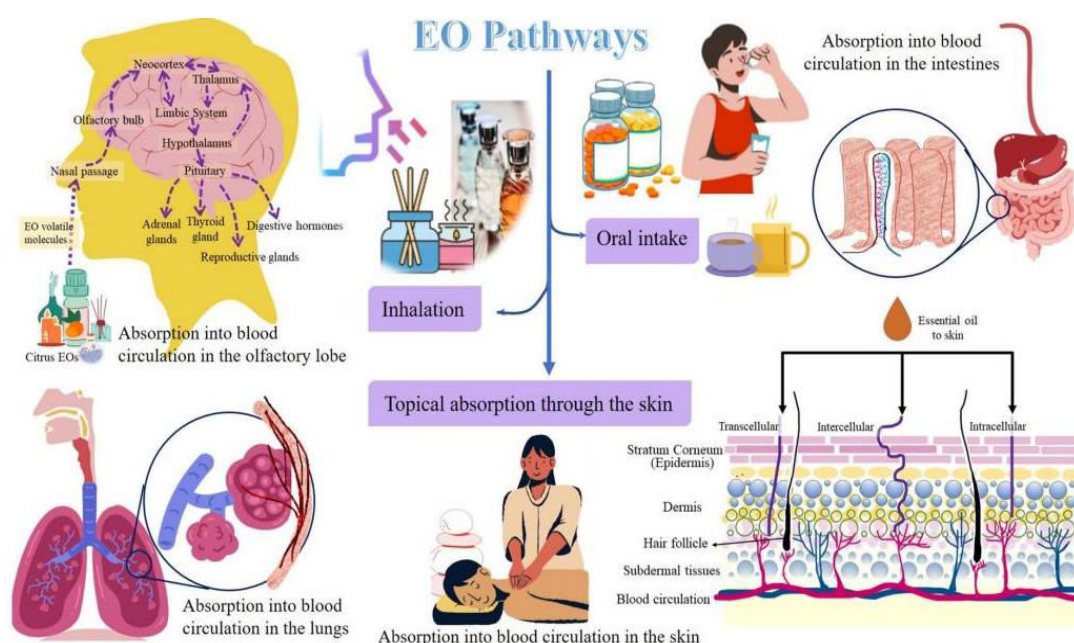 EO Pathways
Neocortex
Thalamus
Olfactory bulb
Limbic System
Hypothalamus
Nasal passage
Pituitary
EO volatile
molecules
Adrenal
glands
Thyroid
gland
Digestive hormones
Reproductive glands
Citrus EOs
Absorption into blood
circulation in the olfactory lobe
Inhalation
Oral intake
Absorption into blood
circulation in the intestines
Topical absorption through the skin
Essential oil
to skin
Transcellular
Intercellular
Intracellular
Stratum Corneum
(Epidermis)
Dermis
Hair follicle
Subdermal tissues
Blood circulation
Absorption into blood
circulation in the lungs
Absorption into blood circulation in the skin